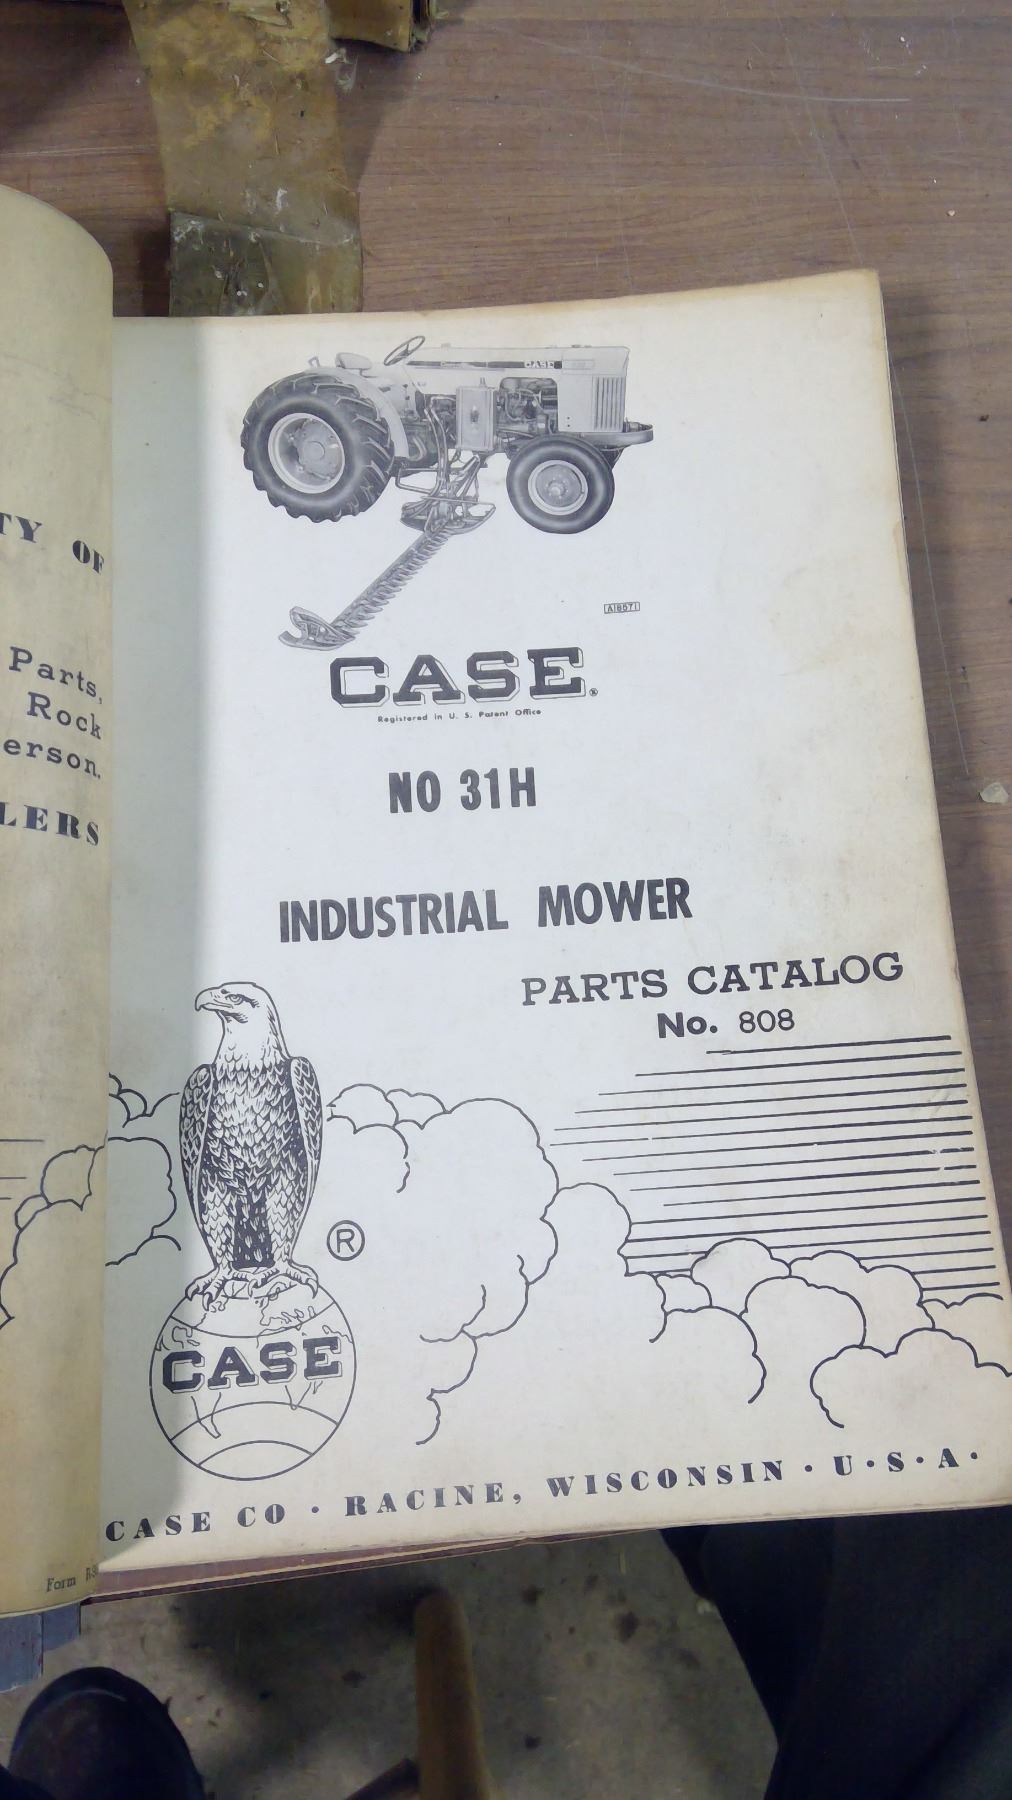 TY OF
Parts,
Rock
erson.
LERS
Form
CASE
A18571
CASE®
Registered in U. S. Patent Office
NO 31H
INDUSTRIAL MOWER
PARTS CATALOG
No. 808
®
CASE
CASE CO · RACINE, WISCONSIN · U·S·A·